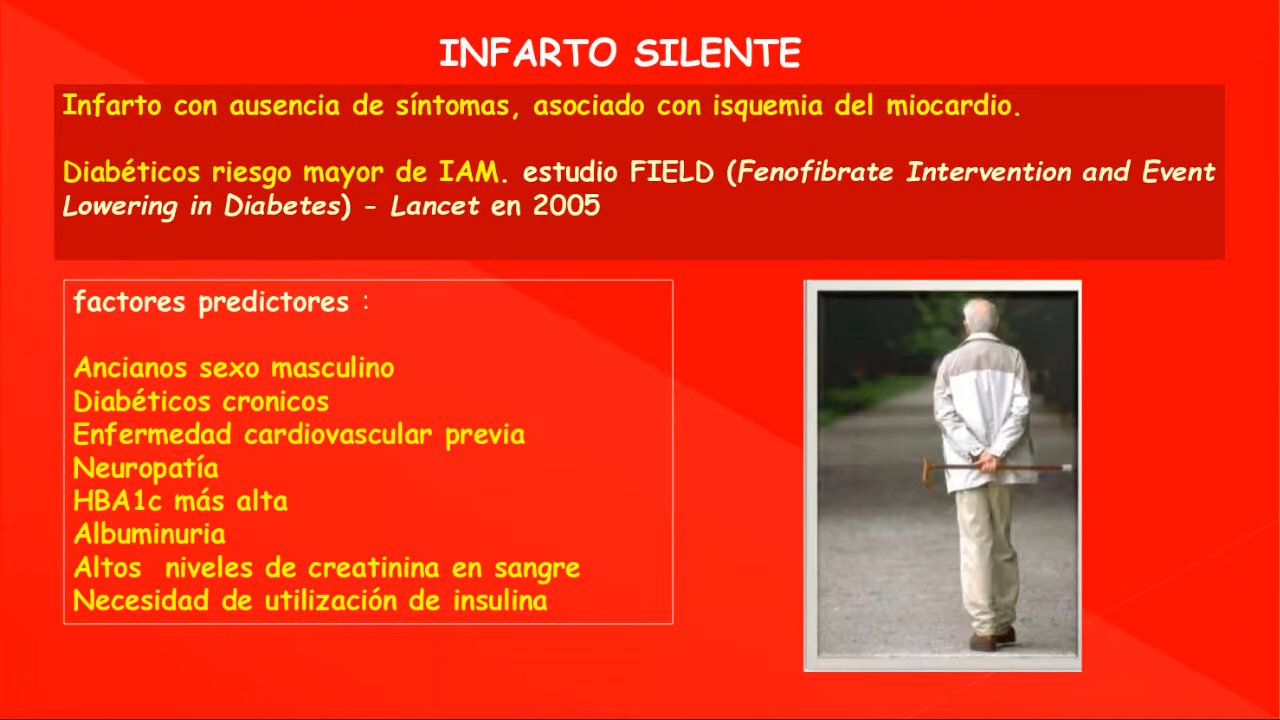 INFARTO SILENTE
Infarto con ausencia de síntomas, asociado con isquemia del miocardio.
Diabéticos riesgo mayor de IAM. estudio FIELD (Fenofibrate Intervention and Event
Lowering in Diabetes) - Lancet en 2005
factores predictores :
Ancianos sexo masculino
Diabéticos cronicos
Enfermedad cardiovascular previa
Neuropatía
HBA1c más alta
Albuminuria
Altos niveles de creatinina en sangre
Necesidad de utilización de insulina